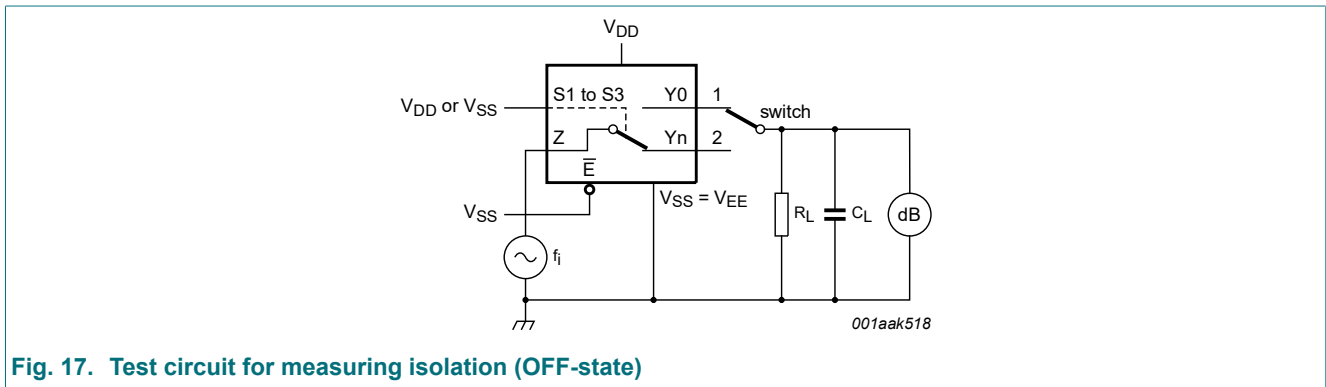 VDD
VDD or VSS
S1 to S3
Y0
1
switch
Z
Yn
2
E̅
VSS = VEE
VSS
RL
CL
dB
fi
001aak518
Fig. 17. Test circuit for measuring isolation (OFF-state)